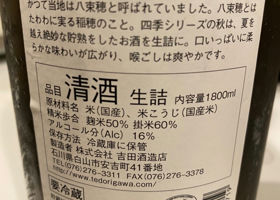 かつて当地は八束穂と呼ばれていました。八束穂とは
たわわに実る稲穂のこと。四季シリーズの秋は、夏を
越え絶妙な貯熟をしたお酒を生詰に。口いっぱいに柔
らかな味わいが広がり、喉ごしは爽やかです。
品目 清酒 生詰 内容量1800ml
原材料名 米(国産)、米こうじ(国産米)
精米歩合 麹米50% 掛米60%
アルコール分(Alc) 16%
保存方法 冷蔵庫に保管
製造者 株式会社 吉田酒造店
石川県白山市安吉町41番地
TEL (076)276-3311 FAX (076)276-3378
www.tedorigawa.com/
要冷蔵